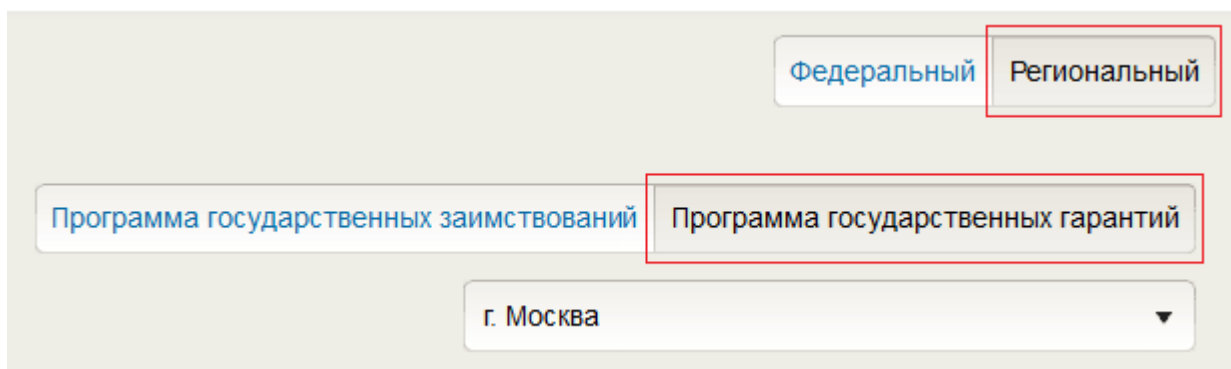 Федеральный Региональный
Программа государственных заимствований Программа государственных гарантий
г. Москва